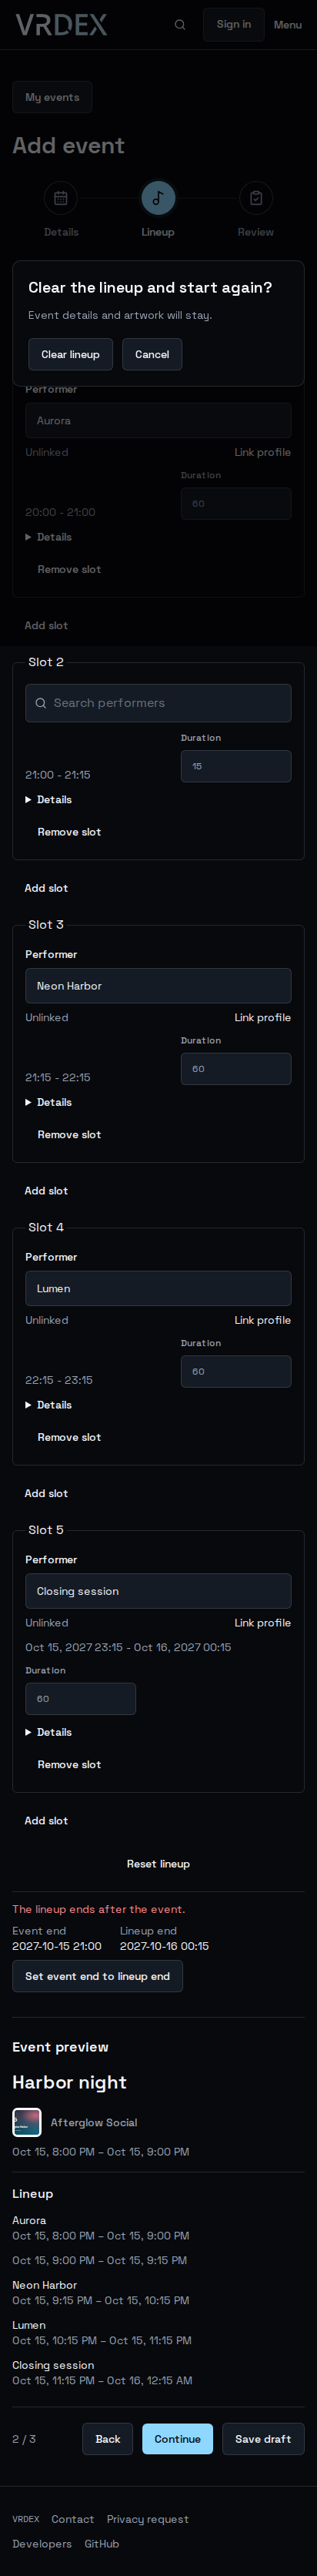 VRDEX
Sign in
Menu
My events
Add event
Details
Lineup
Review
Clear the lineup and start again?
Event details and artwork will stay.
Clear lineup
Cancel
Performer
Aurora
Unlinked
Link profile
Duration
20:00 - 21:00
60
Details
Remove slot
Add slot
Slot 2
Search performers
Duration
21:00 - 21:15
15
Details
Remove slot
Add slot
Slot 3
Performer
Neon Harbor
Unlinked
Link profile
Duration
21:15 - 22:15
60
Details
Remove slot
Add slot
Slot 4
Performer
Lumen
Unlinked
Link profile
Duration
22:15 - 23:15
60
Details
Remove slot
Add slot
Slot 5
Performer
Closing session
Unlinked
Link profile
Oct 15, 2027 23:15 - Oct 16, 2027 00:15
Duration
60
Details
Remove slot
Add slot
Reset lineup
The lineup ends after the event.
Event end
Lineup end
2027-10-15 21:00
2027-10-16 00:15
Set event end to lineup end
Event preview
Harbor night
Afterglow Social
Oct 15, 8:00 PM – Oct 15, 9:00 PM
Lineup
Aurora
Oct 15, 8:00 PM – Oct 15, 9:00 PM
Oct 15, 9:00 PM – Oct 15, 9:15 PM
Neon Harbor
Oct 15, 9:15 PM – Oct 15, 10:15 PM
Lumen
Oct 15, 10:15 PM – Oct 15, 11:15 PM
Closing session
Oct 15, 11:15 PM – Oct 16, 12:15 AM
2 / 3
Back
Continue
Save draft
VRDEX
Contact
Privacy request
Developers
GitHub